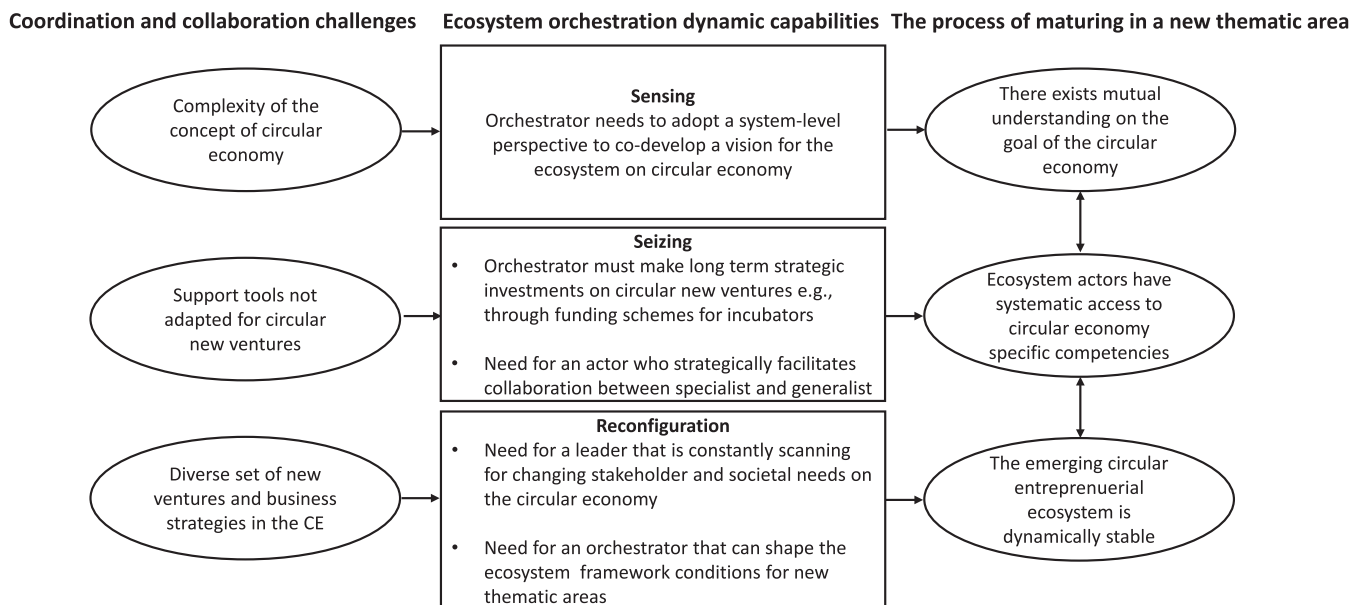 Coordination and collaboration challenges
Ecosystem orchestration dynamic capabilities
The process of maturing in a new thematic area
Complexity of the
concept of circular
economy
Sensing
Orchestrator needs to adopt a system-level
perspective to co-develop a vision for the
ecosystem on circular economy
There exists mutual
understanding on the
goal of the circular
economy
Support tools not
adapted for circular
new ventures
Seizing
• Orchestrator must make long term strategic
investments on circular new ventures e.g.,
through funding schemes for incubators
• Need for an actor who strategically facilitates
collaboration between specialist and generalist
Ecosystem actors have
systematic access to
circular economy
specific competencies
Diverse set of new
ventures and business
strategies in the CE
Reconfiguration
• Need for a leader that is constantly scanning
for changing stakeholder and societal needs on
the circular economy
• Need for an orchestrator that can shape the
ecosystem framework conditions for new
thematic areas
The emerging circular
entreprenuerial
ecosystem is
dynamically stable